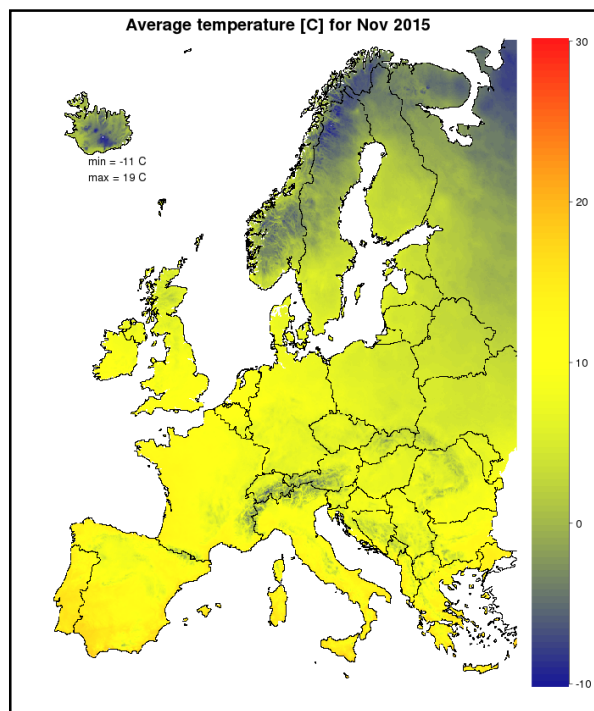 Average temperature [C] for Nov 2015
min = -11 C
max = 19 C
30
20
10
0
-10